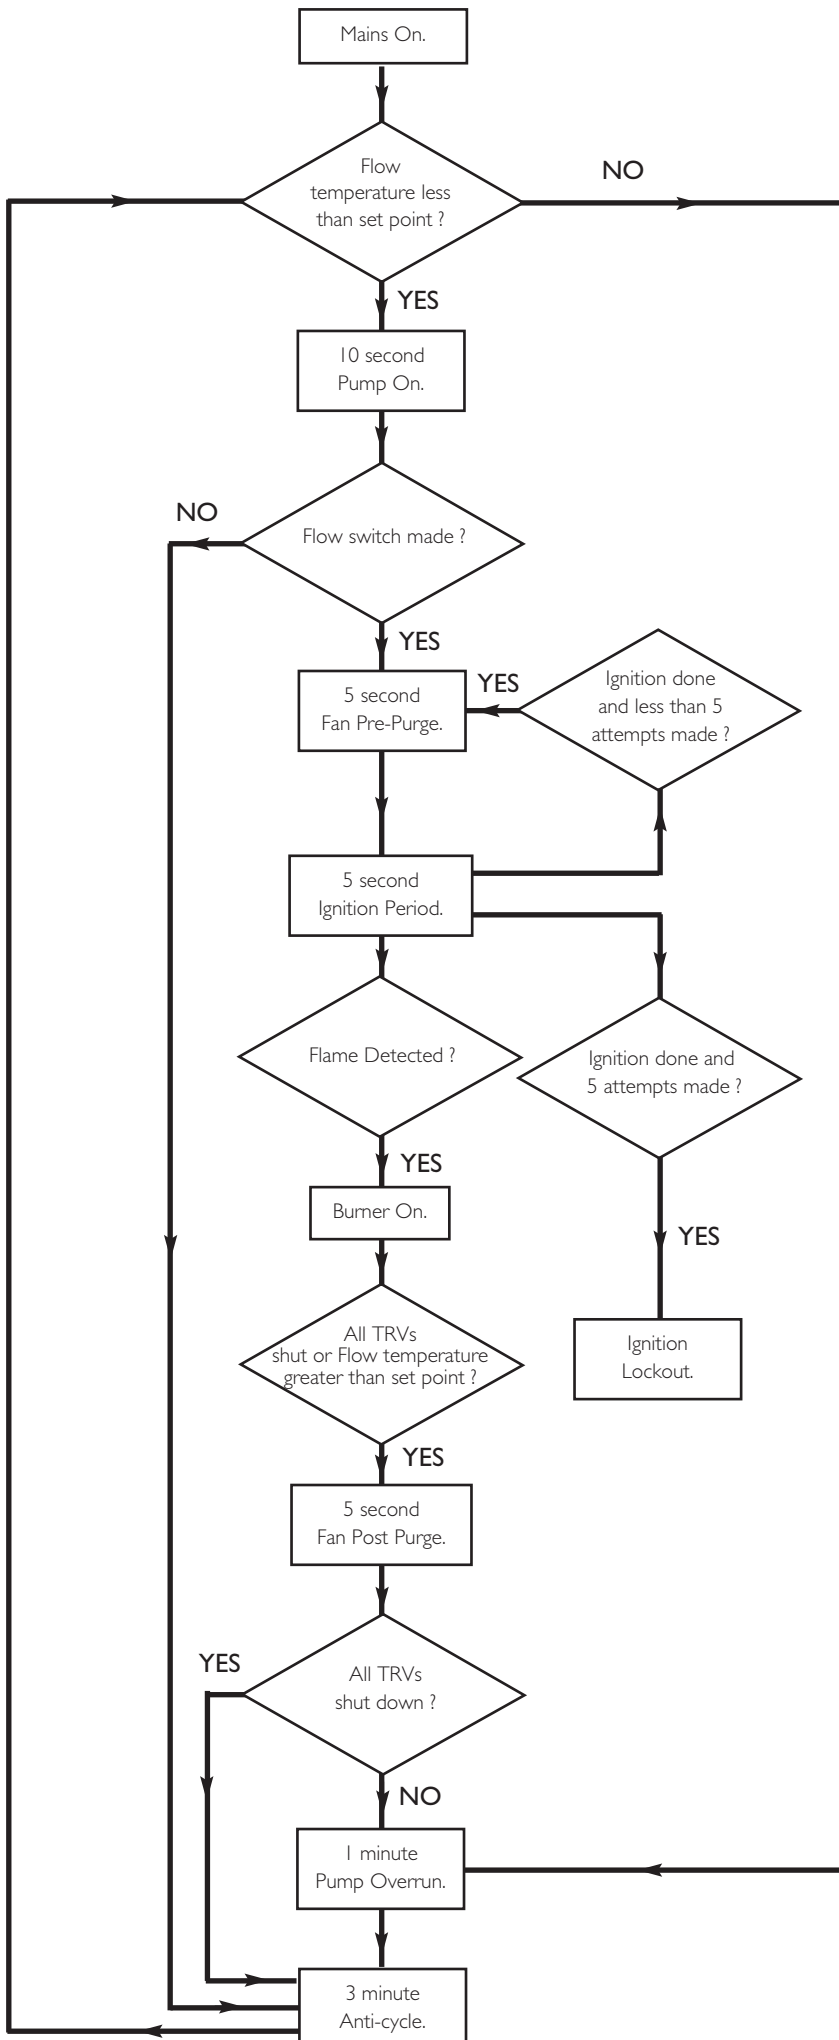 Mains On.
Flow
temperature less
than set point ?
NO
YES
10 second
Pump On.
NO
Flow switch made ?
YES
5 second
Fan Pre-Purge.
YES
Ignition done
and less than 5
attempts made ?
5 second
Ignition Period.
Flame Detected ?
Ignition done and
5 attempts made ?
YES
Burner On.
YES
All TRVs
shut or Flow temperature
greater than set point ?
Ignition
Lockout.
YES
5 second
Fan Post Purge.
YES
All TRVs
shut down ?
NO
1 minute
Pump Overrun.
3 minute
Anti-cycle.